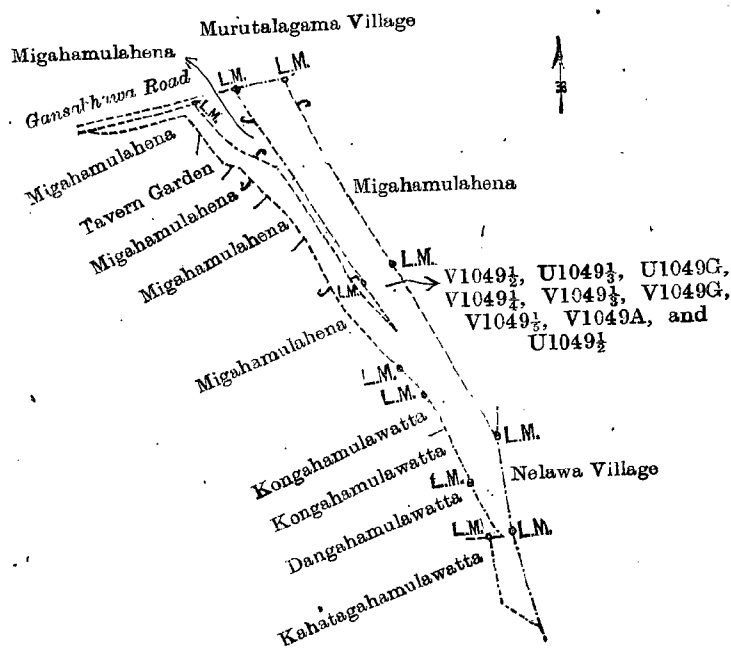 Murutalagama Village
Migahamulahena
L.M.
L.M.
Gansabhawa Road
L.M.
Migahamulahena
Tavern Garden
Migahamulahena
Migahamulahena
Migahamulahena
L.M.
V1049½, U1049⅓, U1049G,
V1049¼, V1049⅓, V1049G,
V1049⅕, V1049A, and
U1049½
L.M.
Migahamulahena
L.M.
L.M.
Kongahamulawatta
L.M.
Kongahamulawatta
Nelawa Village
L.M.
Dangahamulawatta
L.M.
L.M.
Kahatagahamulawatta